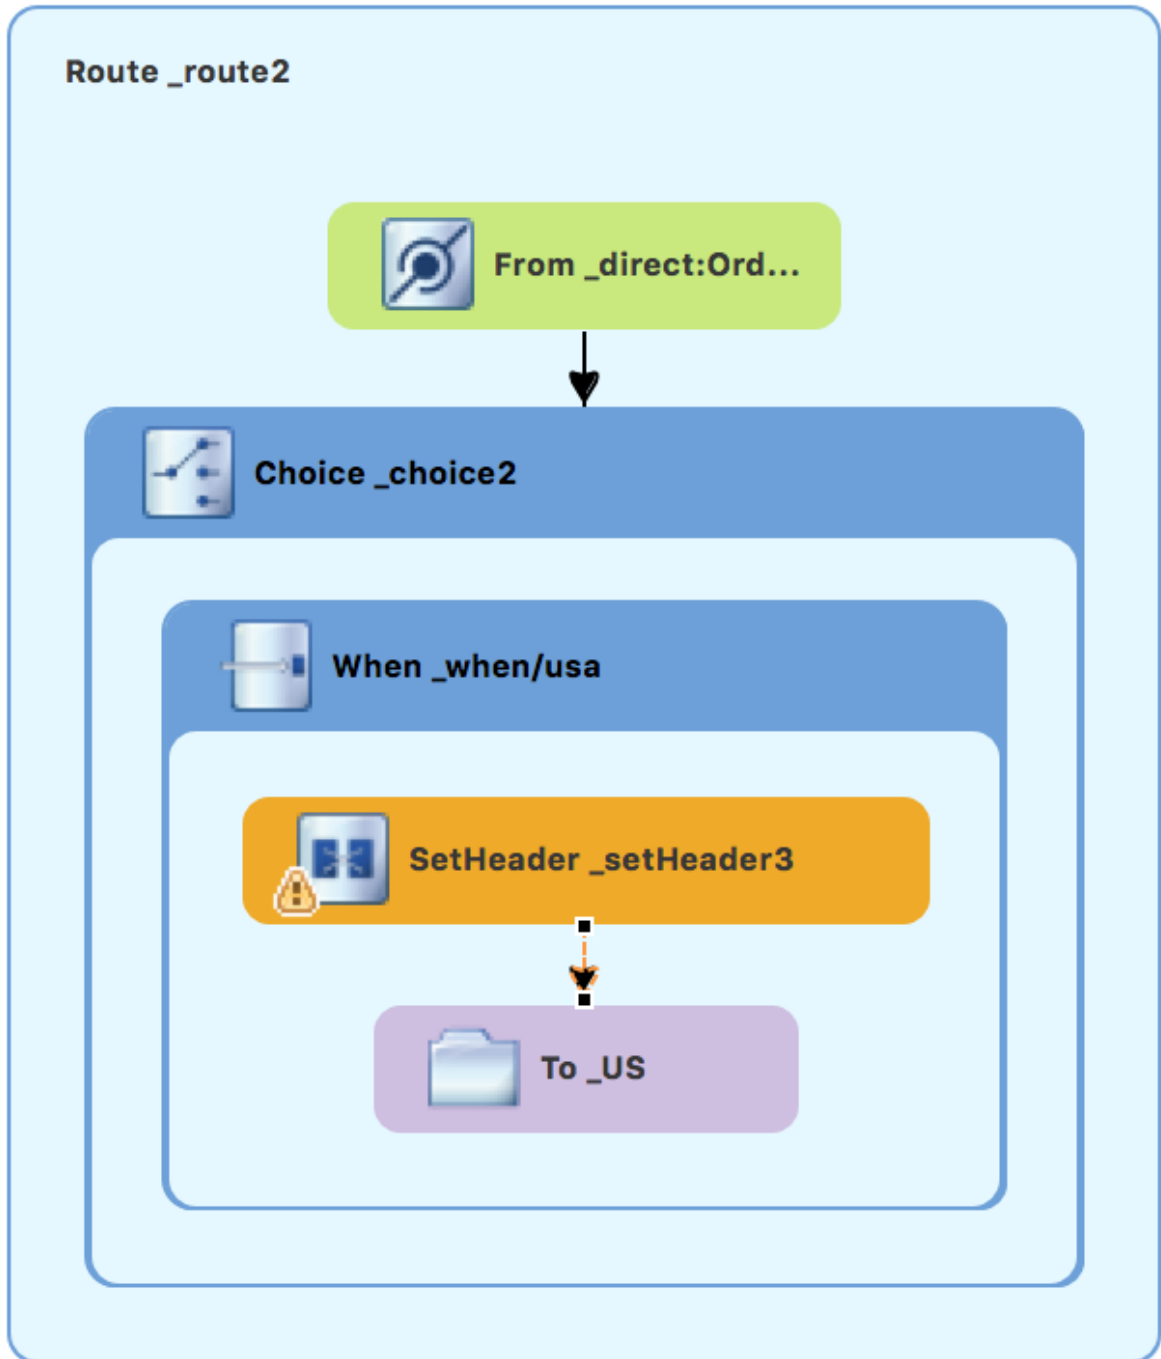 Route _route2
From _direct:Ord...
Choice _choice2
When _when/usa
SetHeader _setHeader3
To _US